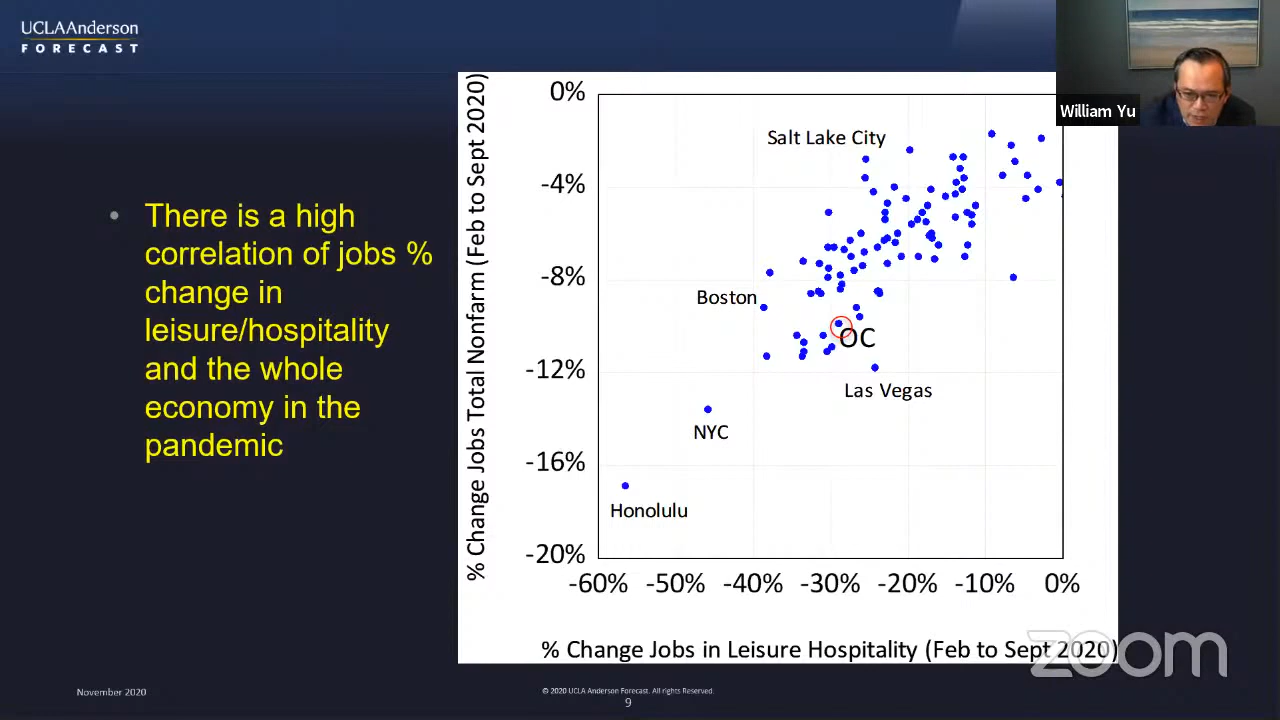 UCLAAnderson
FORECAST
• There is a high
correlation of jobs %
change in
leisure/hospitality
and the whole
economy in the
pandemic
% Change Jobs Total Nonfarm (Feb to Sept 2020)
0%
-4%
-8%
-12%
-16%
-20%
Salt Lake City
Boston
OC
Las Vegas
NYC
Honolulu
-60% -50% -40% -30% -20% -10% 0%
% Change Jobs in Leisure Hospitality (Feb to Sept 2020)
William Yu
zoom
November 2020
© 2020 UCLA Anderson Forecast. All rights Reserved.
9